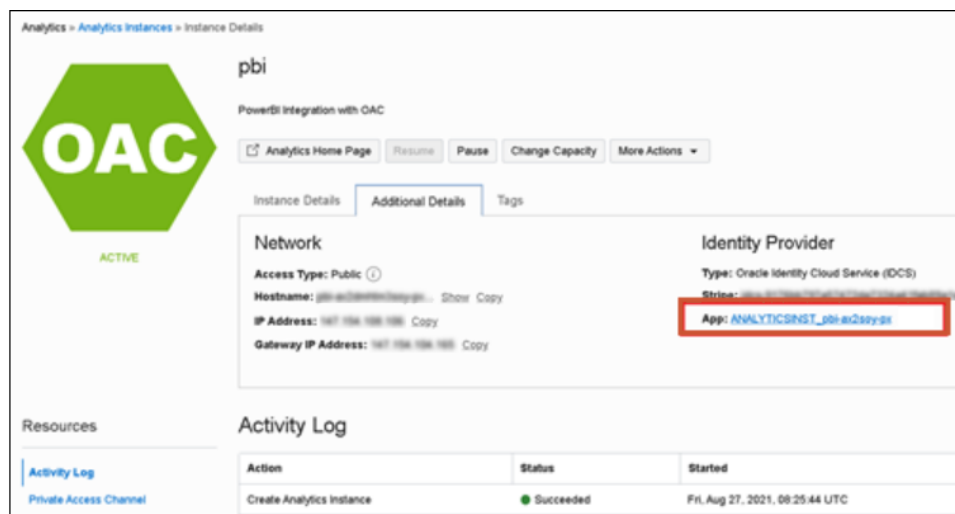 Analytics » Analytics Instances » Instance Details
OAC
ACTIVE
pbi
PowerBI Integration with OAC
Analytics Home Page Resume Pause Change Capacity More Actions
Instance Details Additional Details Tags
Network
Access Type: Public
Hostname: Show Copy
IP Address: Copy
Gateway IP Address: Copy
Identity Provider
Type: Oracle Identity Cloud Service (IDCS)
Stripe:
App: ANALYTICSINST_pbi-ax2soy-px
Resources
Activity Log
Private Access Channel
Activity Log
Action Status Started
Create Analytics Instance Succeeded Fri, Aug 27, 2021, 08:25:44 UTC